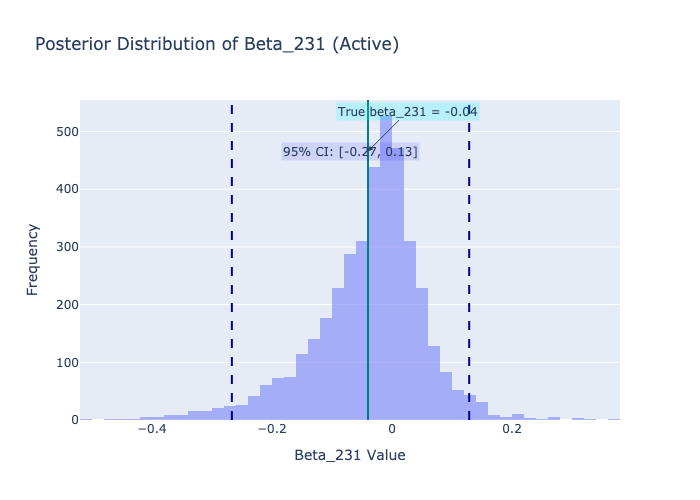 Posterior Distribution of Beta_231 (Active)
True beta_231 = -0.04
95% CI: [-0.27, 0.13]
500
400
300
200
100
0
Frequency
−0.4
−0.2
0
0.2
Beta_231 Value